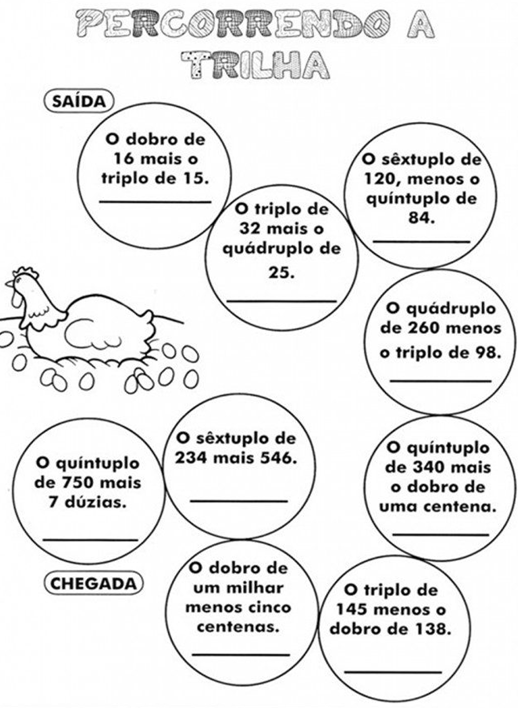 PERCORRENDO A
TRILHA
SAÍDA
O dobro de
16 mais o
triplo de 15.
O triplo de
32 mais o
quádruplo de
25.
O sêxtuplo de
120, menos o
quíntuplo de
84.
O quádruplo
de 260 menos
o triplo de 98.
O quíntuplo
de 340 mais
o dobro de
uma centena.
O triplo de
145 menos o
dobro de 138.
O dobro de
um milhar
menos cinco
centenas.
O sêxtuplo de
234 mais 546.
O quíntuplo
de 750 mais
7 dúzias.
CHEGADA